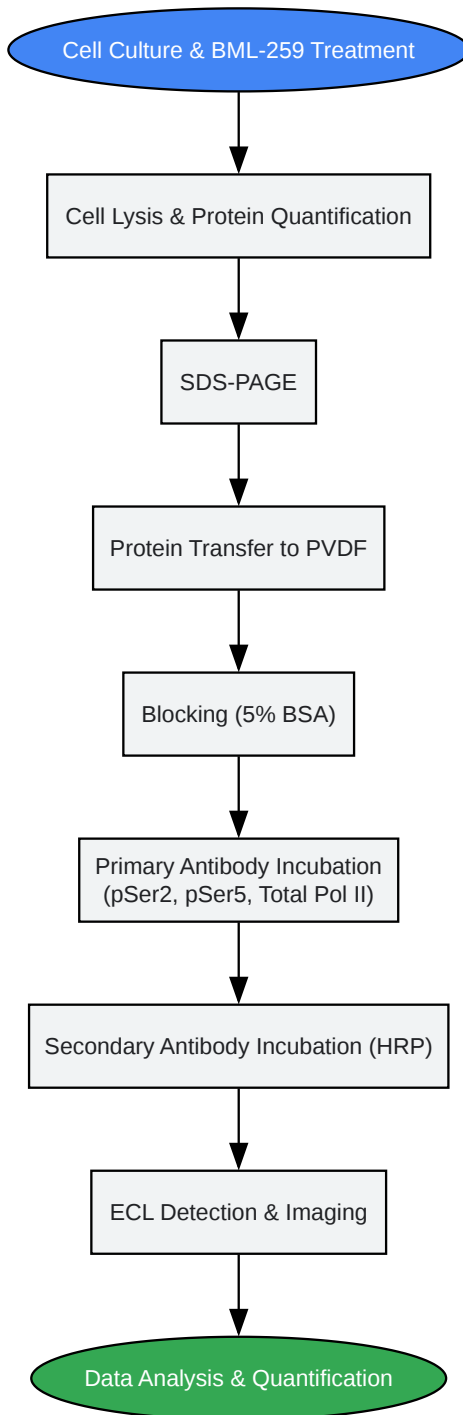 Cell Culture & BML-259 Treatment
Cell Lysis & Protein Quantification
SDS-PAGE
Protein Transfer to PVDF
Blocking (5% BSA)
Primary Antibody Incubation
(pSer2, pSer5, Total Pol II)
Secondary Antibody Incubation (HRP)
ECL Detection & Imaging
Data Analysis & Quantification